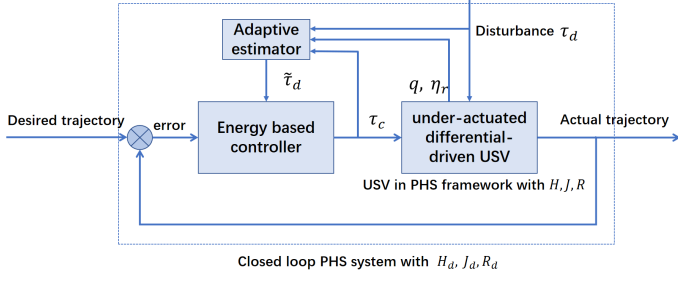 Adaptive
estimator
Disturbance τ_d
τ̃_d
q, η_r
Desired trajectory
error
Energy based
controller
τ_c
under-actuated
differential-
driven USV
Actual trajectory
USV in PHS framework with H, J, R
Closed loop PHS system with H_d, J_d, R_d